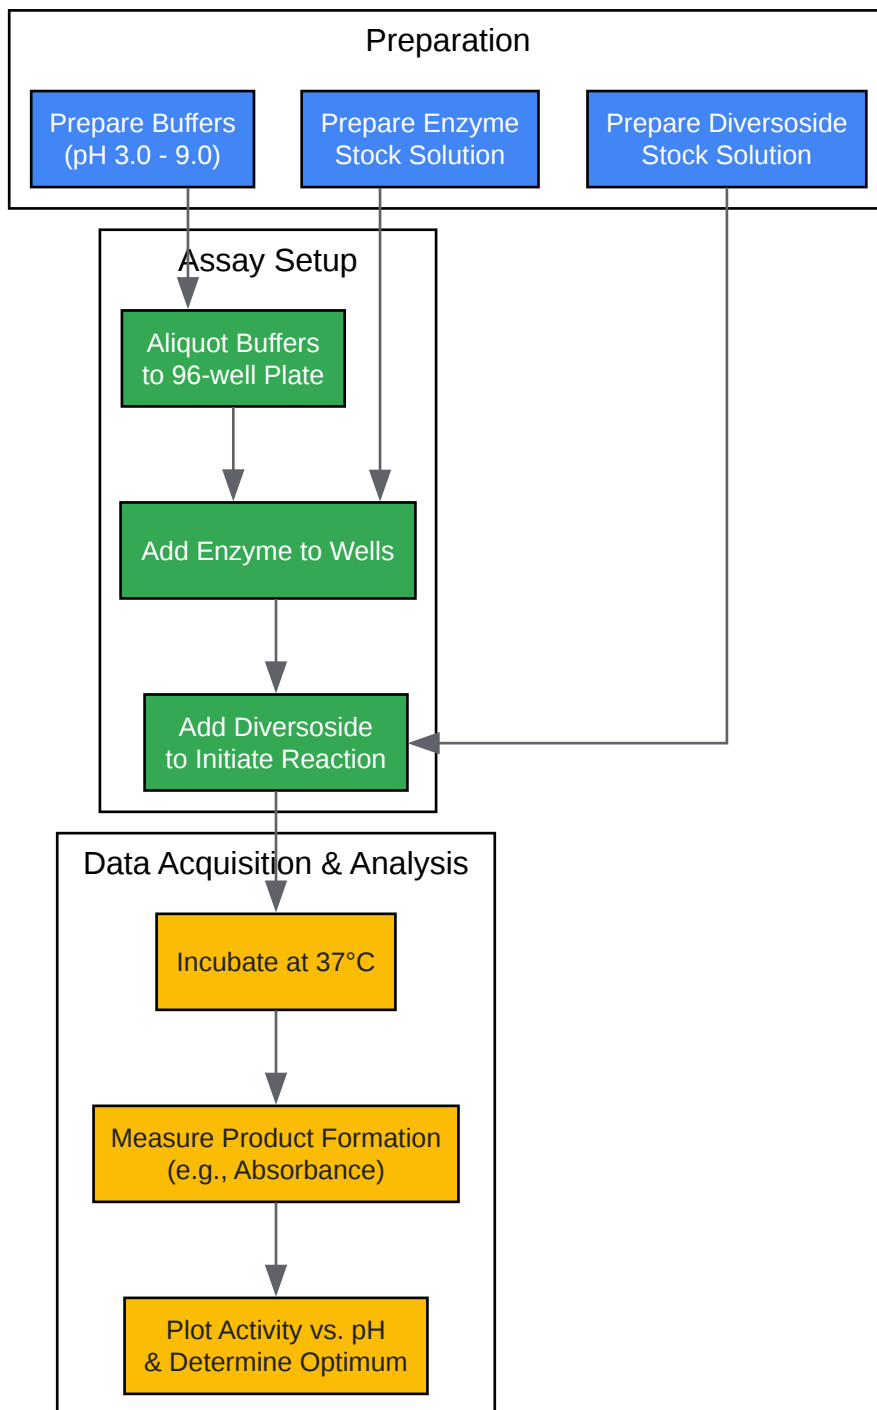 Preparation
Prepare Buffers
(pH 3.0 - 9.0)
Prepare Enzyme
Stock Solution
Prepare Diversoside
Stock Solution
Assay Setup
Aliquot Buffers
to 96-well Plate
Add Enzyme to Wells
Add Diversoside
to Initiate Reaction
Data Acquisition & Analysis
Incubate at 37°C
Measure Product Formation
(e.g., Absorbance)
Plot Activity vs. pH
& Determine Optimum